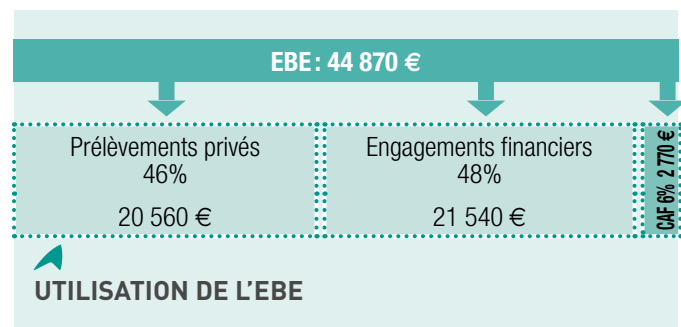 EBE : 44 870 €
Prélèvements privés
46%
20 560 €
Engagements financiers
48%
21 540 €
CAF 6% 2 770 €
UTILISATION DE L'EBE